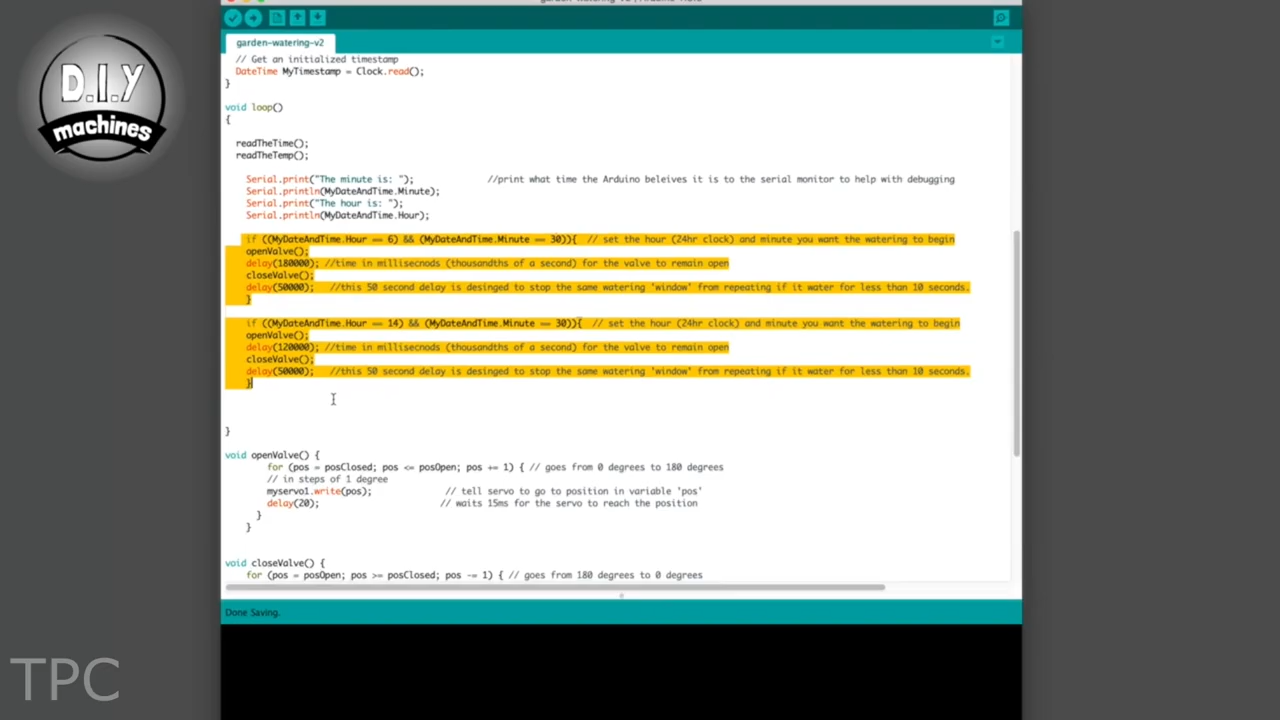 D.I.Y
machines
garden-watering-v2
// Get an initialized timestamp
DateTime MyTimestamp = Clock.read();
}
void loop()
{
readTheTime();
readTheTemp();
Serial.print("The minute is: "); //print what time the Arduino beleives it is to the serial monitor to help with debugging
Serial.println(MyDateAndTime.Minute);
Serial.print("The hour is: ");
Serial.println(MyDateAndTime.Hour);
if ((MyDateAndTime.Hour == 6) && (MyDateAndTime.Minute == 30)){ // set the hour (24hr clock) and minute you want the watering to begin
openValve();
delay(180000); //time in millisecnods (thousandths of a second) for the valve to remain open
closeValve();
delay(50000); //this 50 second delay is desinged to stop the same watering 'window' from repeating if it water for less than 10 seconds.
}
if ((MyDateAndTime.Hour == 14) && (MyDateAndTime.Minute == 30)){ // set the hour (24hr clock) and minute you want the watering to begin
openValve();
delay(120000); //time in millisecnods (thousandths of a second) for the valve to remain open
closeValve();
delay(50000); //this 50 second delay is desinged to stop the same watering 'window' from repeating if it water for less than 10 seconds.
}
}
void openValve() {
for (pos = posClosed; pos <= posOpen; pos += 1) { // goes from 0 degrees to 180 degrees
// in steps of 1 degree
myservo1.write(pos); // tell servo to go to position in variable 'pos'
delay(20); // waits 15ms for the servo to reach the position
}
}
void closeValve() {
for (pos = posOpen; pos >= posClosed; pos -= 1) { // goes from 180 degrees to 0 degrees
Done Saving.
TPC